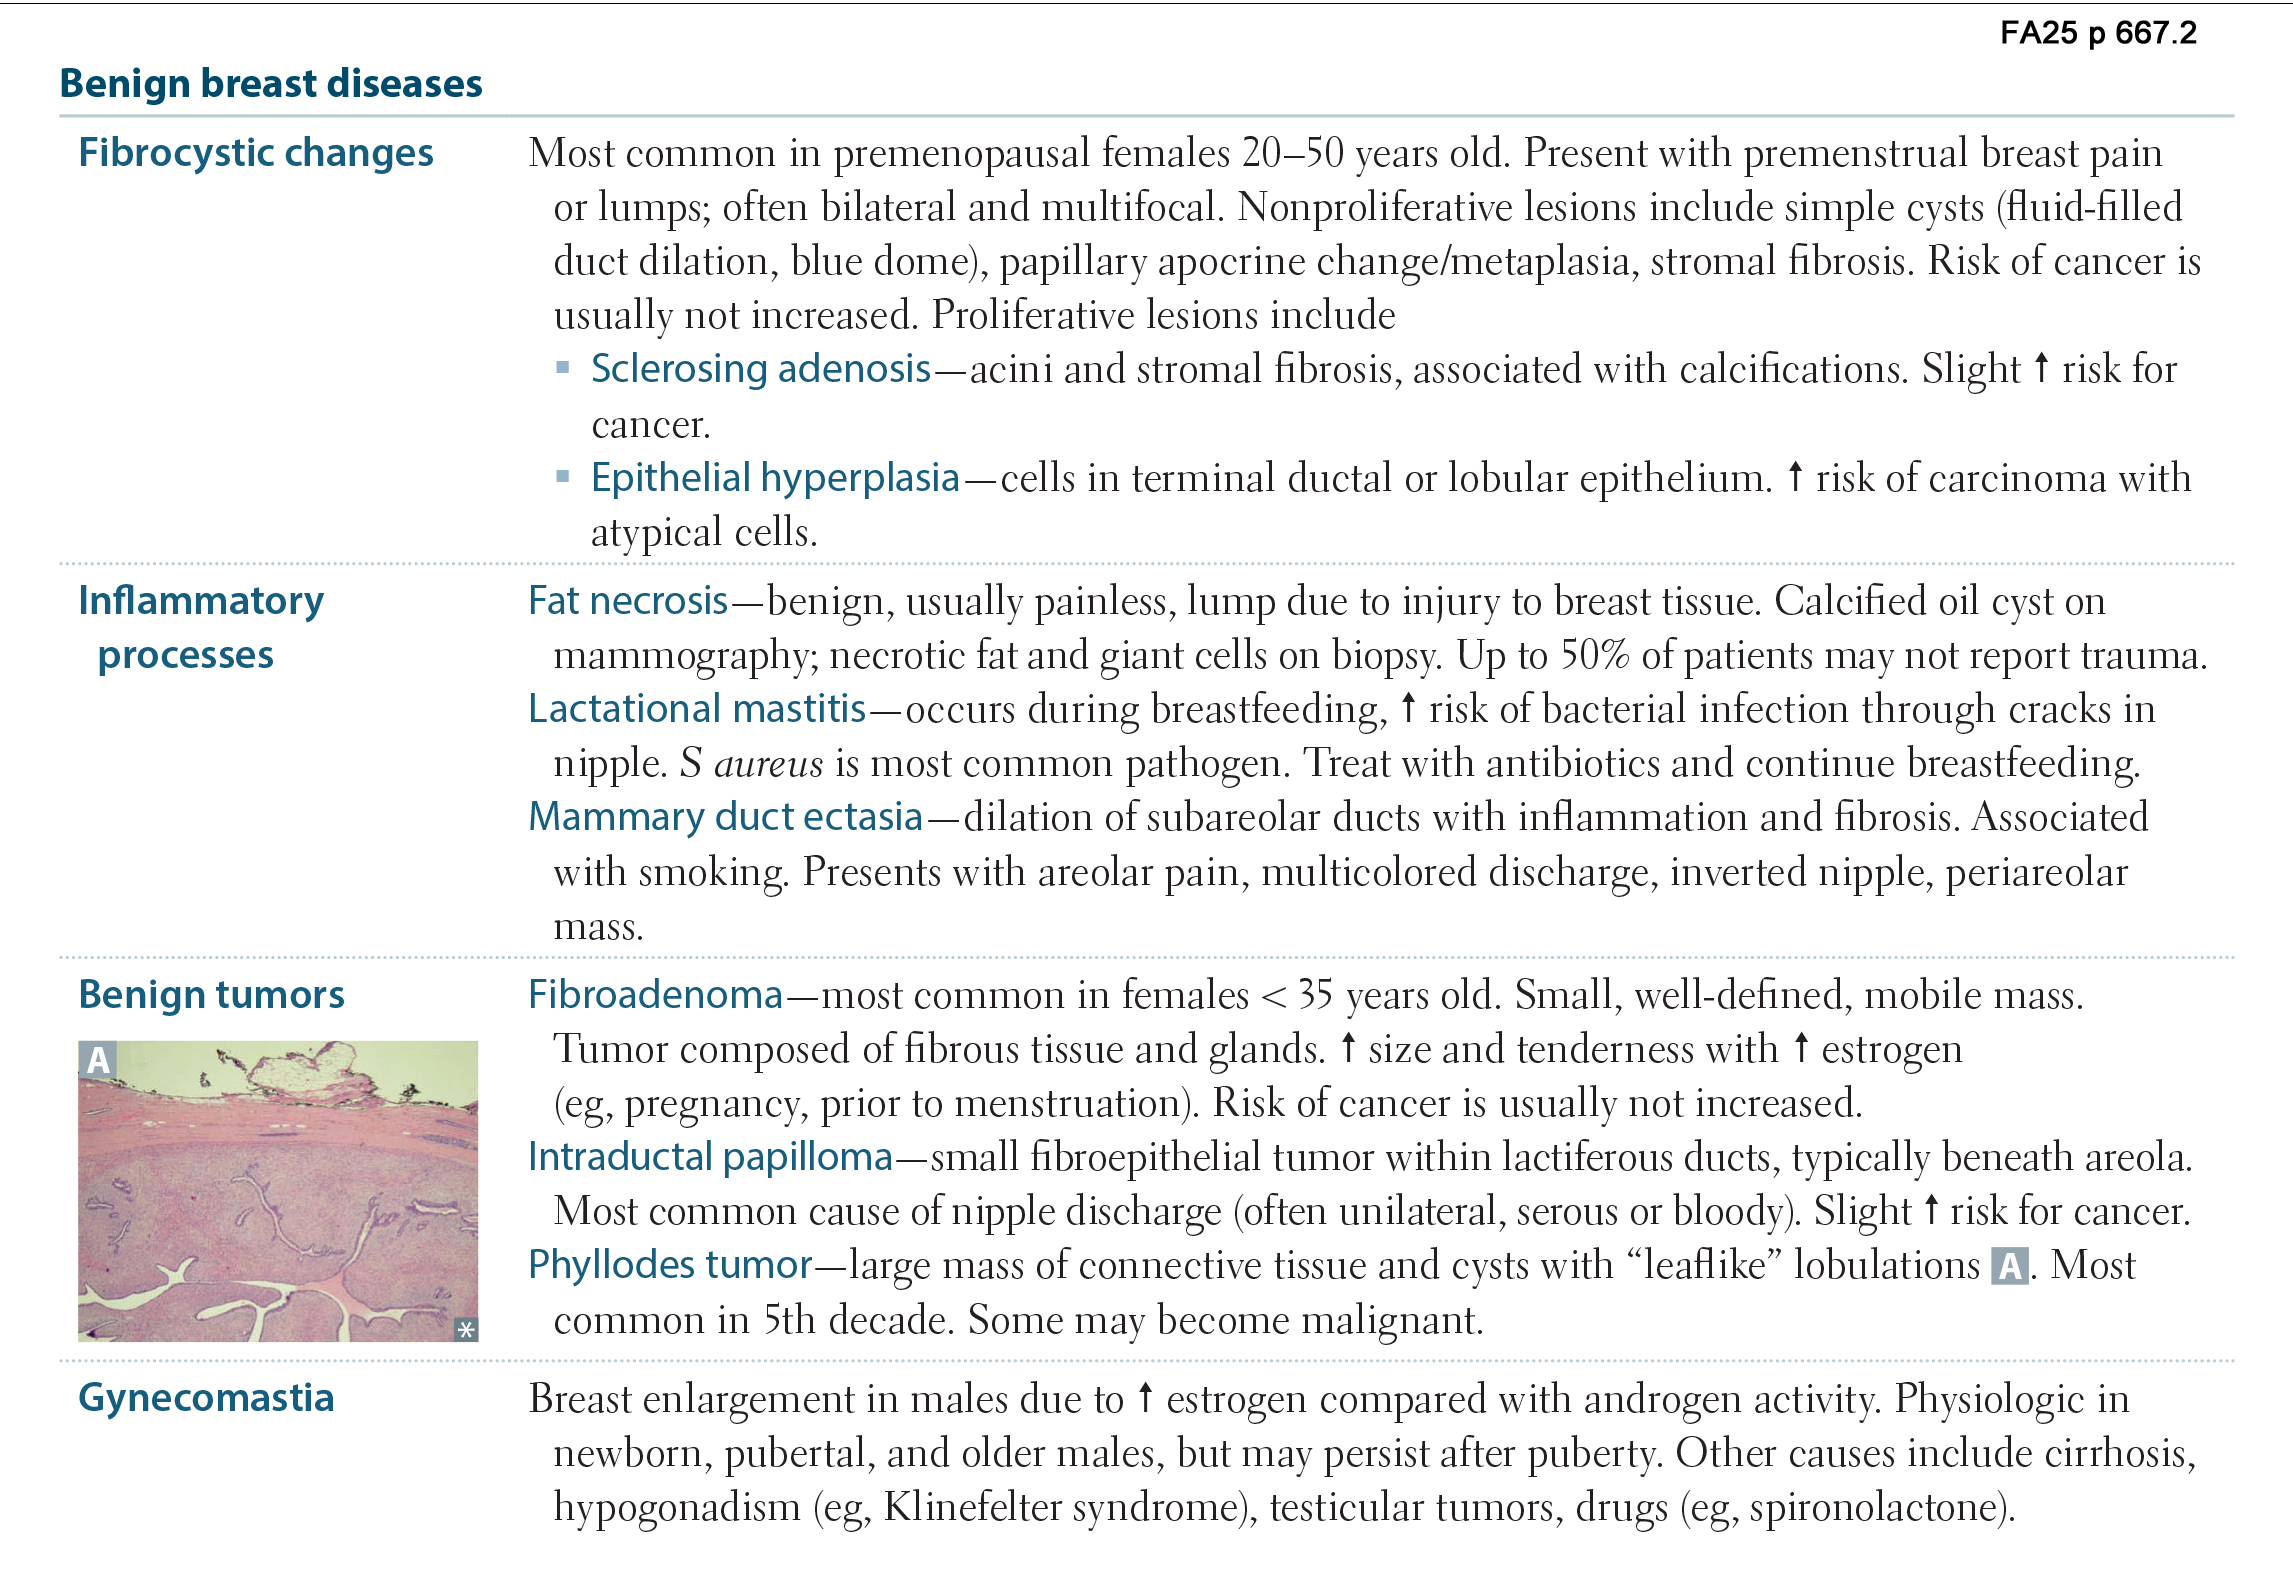 FA25 p 667.2
Benign breast diseases
Fibrocystic changes
Most common in premenopausal females 20–50 years old. Present with premenstrual breast pain
or lumps; often bilateral and multifocal. Nonproliferative lesions include simple cysts (fluid-filled
duct dilation, blue dome), papillary apocrine change/metaplasia, stromal fibrosis. Risk of cancer is
usually not increased. Proliferative lesions include
▪ Sclerosing adenosis—acini and stromal fibrosis, associated with calcifications. Slight ↑ risk for
cancer.
▪ Epithelial hyperplasia—cells in terminal ductal or lobular epithelium. ↑ risk of carcinoma with
atypical cells.
Inflammatory
processes
Fat necrosis—benign, usually painless, lump due to injury to breast tissue. Calcified oil cyst on
mammography; necrotic fat and giant cells on biopsy. Up to 50% of patients may not report trauma.
Lactational mastitis—occurs during breastfeeding, ↑ risk of bacterial infection through cracks in
nipple. S aureus is most common pathogen. Treat with antibiotics and continue breastfeeding.
Mammary duct ectasia—dilation of subareolar ducts with inflammation and fibrosis. Associated
with smoking. Presents with areolar pain, multicolored discharge, inverted nipple, periareolar
mass.
Benign tumors
A
*
Fibroadenoma—most common in females < 35 years old. Small, well-defined, mobile mass.
Tumor composed of fibrous tissue and glands. ↑ size and tenderness with ↑ estrogen
(eg, pregnancy, prior to menstruation). Risk of cancer is usually not increased.
Intraductal papilloma—small fibroepithelial tumor within lactiferous ducts, typically beneath areola.
Most common cause of nipple discharge (often unilateral, serous or bloody). Slight ↑ risk for cancer.
Phyllodes tumor—large mass of connective tissue and cysts with “leaflike” lobulations A. Most
common in 5th decade. Some may become malignant.
Gynecomastia
Breast enlargement in males due to ↑ estrogen compared with androgen activity. Physiologic in
newborn, pubertal, and older males, but may persist after puberty. Other causes include cirrhosis,
hypogonadism (eg, Klinefelter syndrome), testicular tumors, drugs (eg, spironolactone).